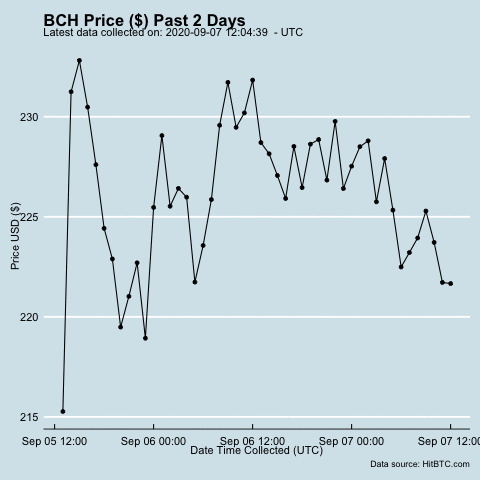 BCH Price ($) Past 2 Days
Latest data collected on: 2020-09-07 12:04:39 - UTC
230
225
220
215
Price USD ($)
Sep 05 12:00 Sep 06 00:00 Sep 06 12:00 Sep 07 00:00 Sep 07 12:00
Date Time Collected (UTC)
Data source: HitBTC.com